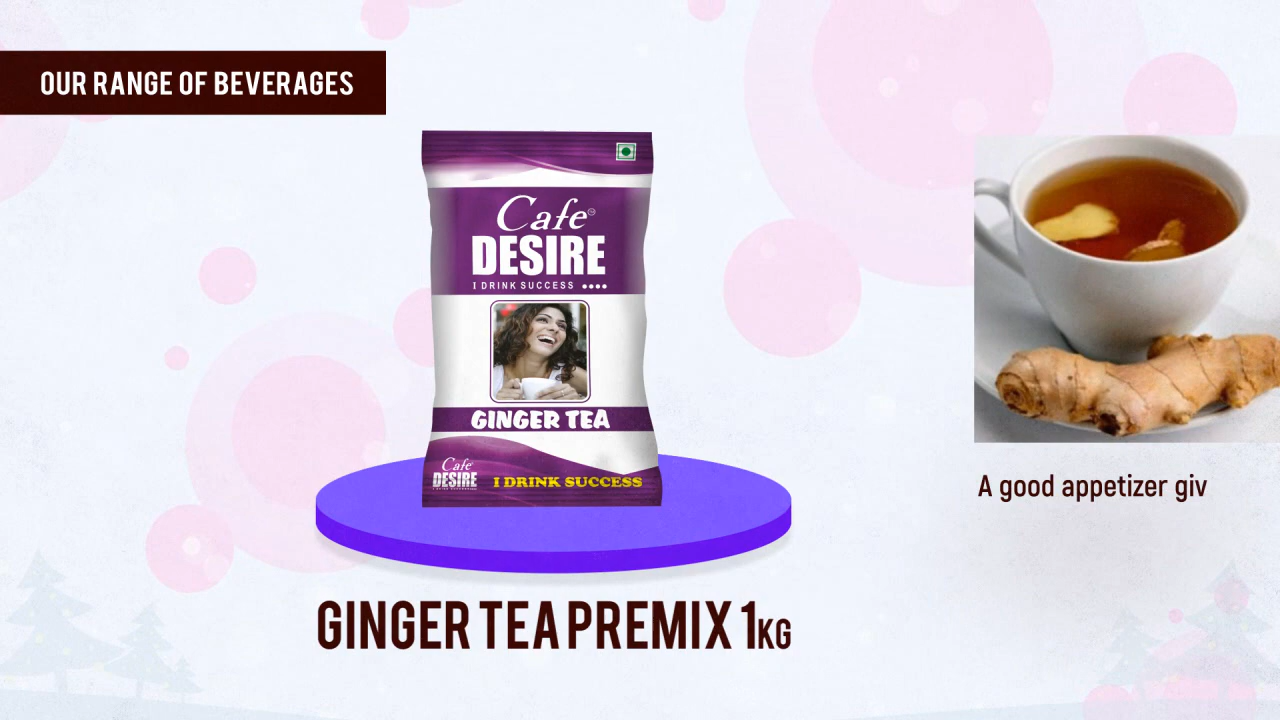 OUR RANGE OF BEVERAGES
Cafe
DESIRE
I DRINK SUCCESS
GINGER TEA
Cafe
DESIRE
I DRINK SUCCESS
A good appetizer giv
GINGER TEA PREMIX 1KG